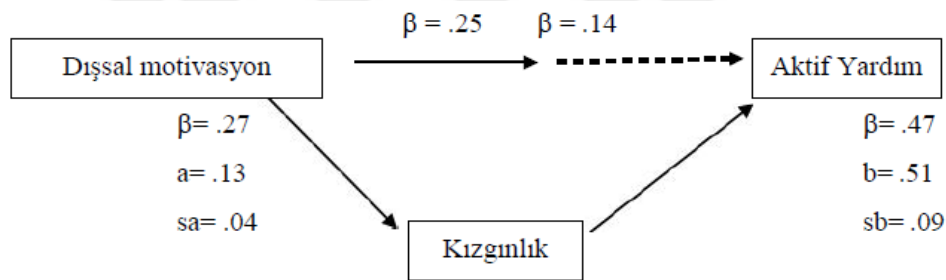 β = .25 β = .14
Dışsal motivasyon
Aktif Yardım
β= .27
a= .13
sa= .04
β= .47
b= .51
sb= .09
Kızgınlık